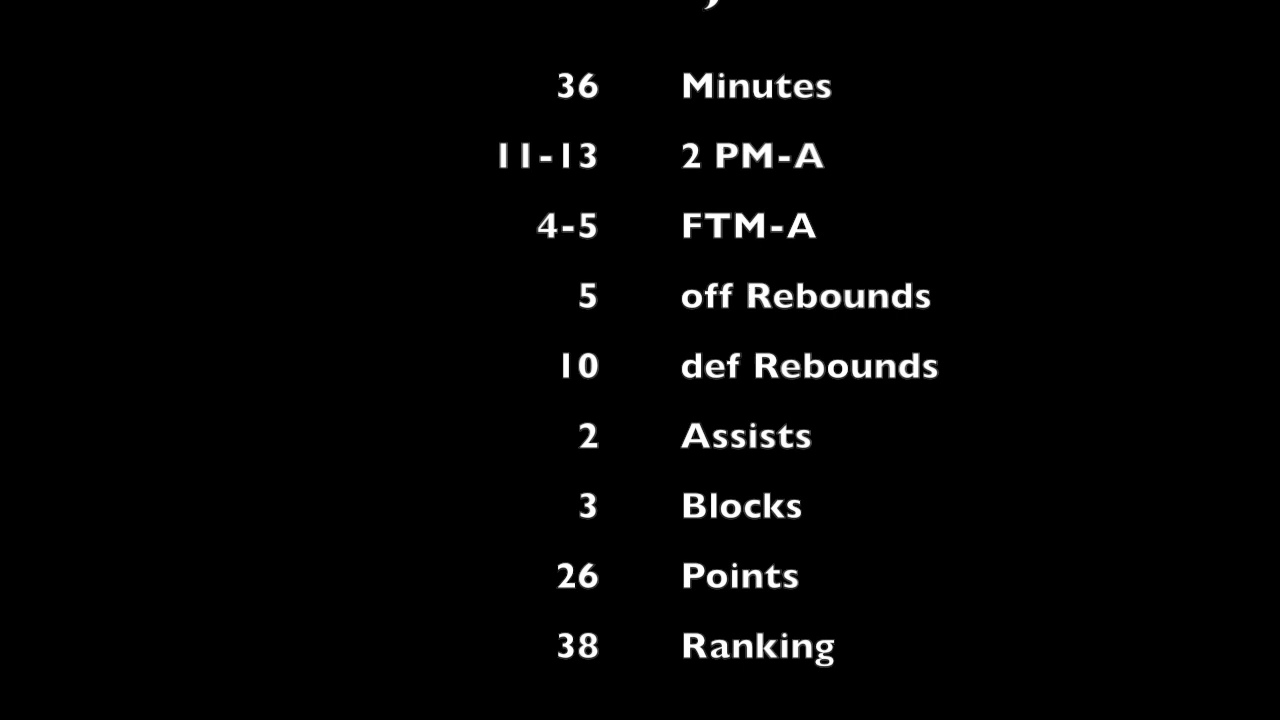 36 Minutes
11-13 2 PM-A
4-5 FTM-A
5 off Rebounds
10 def Rebounds
2 Assists
3 Blocks
26 Points
38 Ranking